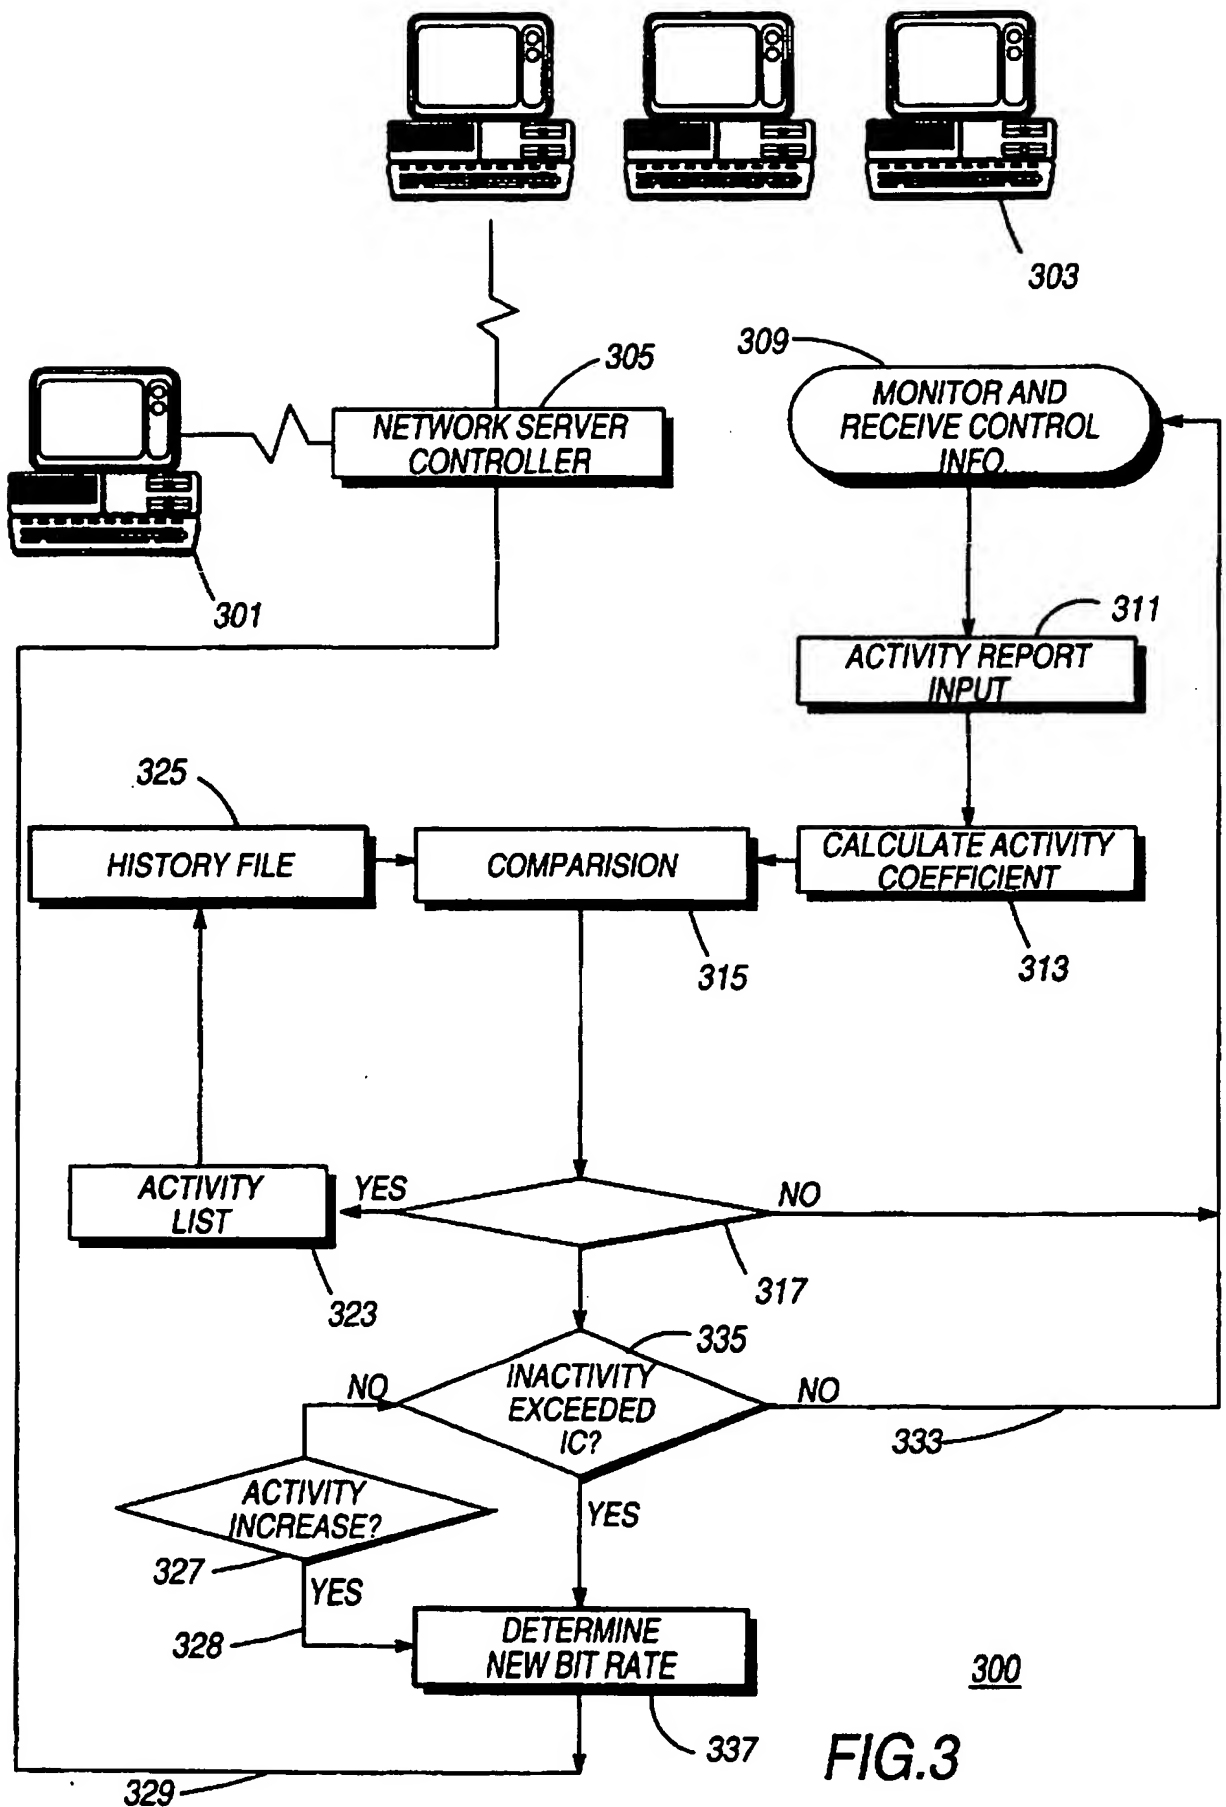 303
305
309
NETWORK SERVER
CONTROLLER
MONITOR AND
RECEIVE CONTROL
INFO.
301
311
ACTIVITY REPORT
INPUT
325
HISTORY FILE
COMPARISION
CALCULATE ACTIVITY
COEFFICIENT
315
313
ACTIVITY
LIST
YES
NO
317
323
335
INACTIVITY
EXCEEDED
IC?
NO
NO
333
ACTIVITY
INCREASE?
YES
327
YES
328
DETERMINE
NEW BIT RATE
300
337
FIG.3
329